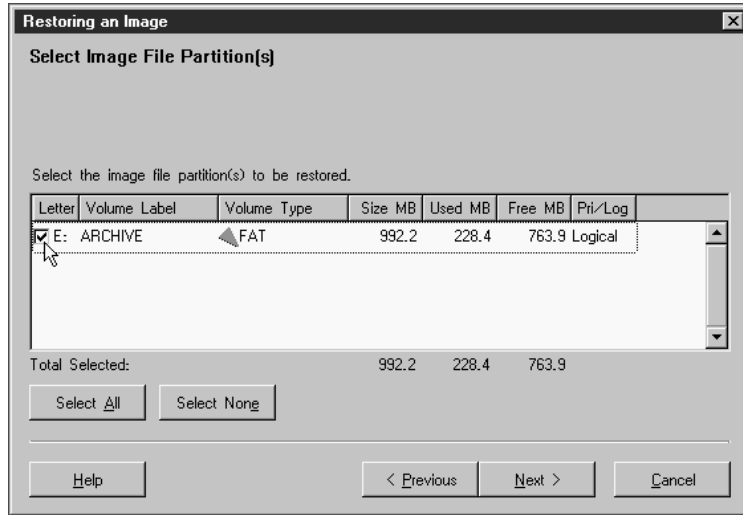 Restoring an Image
Select Image File Partition(s)
Select the image file partition(s) to be restored.
Letter Volume Label Volume Type Size MB Used MB Free MB Pri/Log
E: ARCHIVE FAT 992.2 228.4 763.9 Logical
Total Selected: 992.2 228.4 763.9
Select All Select None
Help < Previous Next > Cancel